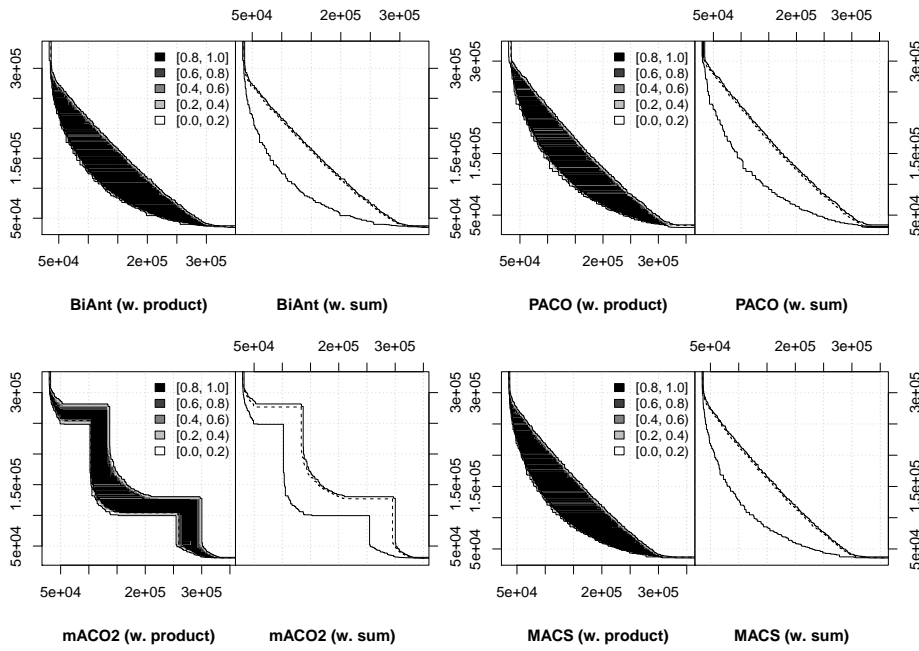 5e+04 2e+05 3e+05
5e+04 1.5e+05 3e+05
[0.8, 1.0]
[0.6, 0.8)
[0.4, 0.6)
[0.2, 0.4)
[0.0, 0.2)
5e+04 1.5e+05 3e+05
5e+04 2e+05 3e+05
BiAnt (w. product) BiAnt (w. sum)
5e+04 2e+05 3e+05
5e+04 1.5e+05 3e+05
[0.8, 1.0]
[0.6, 0.8)
[0.4, 0.6)
[0.2, 0.4)
[0.0, 0.2)
5e+04 1.5e+05 3e+05
5e+04 2e+05 3e+05
PACO (w. product) PACO (w. sum)
5e+04 2e+05 3e+05
5e+04 1.5e+05 3e+05
[0.8, 1.0]
[0.6, 0.8)
[0.4, 0.6)
[0.2, 0.4)
[0.0, 0.2)
5e+04 1.5e+05 3e+05
5e+04 2e+05 3e+05
mACO2 (w. product) mACO2 (w. sum)
5e+04 2e+05 3e+05
5e+04 1.5e+05 3e+05
[0.8, 1.0]
[0.6, 0.8)
[0.4, 0.6)
[0.2, 0.4)
[0.0, 0.2)
5e+04 1.5e+05 3e+05
5e+04 2e+05 3e+05
MACS (w. product) MACS (w. sum)